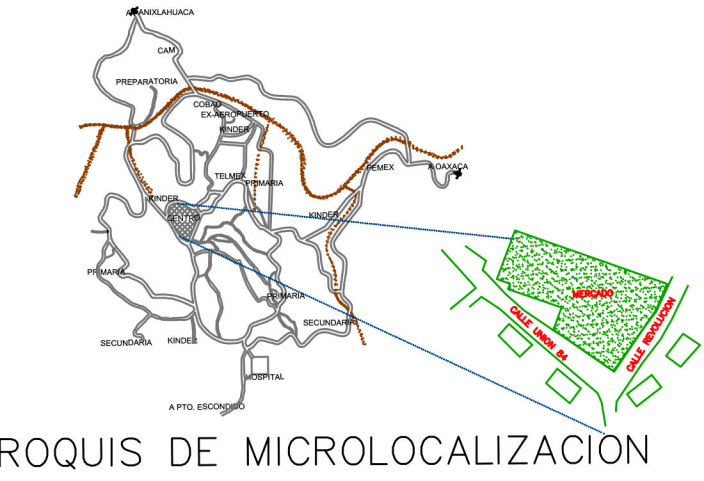 A PANIXLAHUACA
CAM
PREPARATORIA
COBAO
EX-AEROPUERTO
KINDER
TELMEX
PRIMARIA
PEMEX
A OAXACA
KINDER
CENTRO
KINDER
PRIMARIA
PRIMARIA
SECUNDARIA
SECUNDARIA
KINDER
HOSPITAL
A PTO. ESCONDIDO
MERCADO
CALLE UNION 84
CALLE REVOLUCION
ROQUIS DE MICROLOCALIZACION